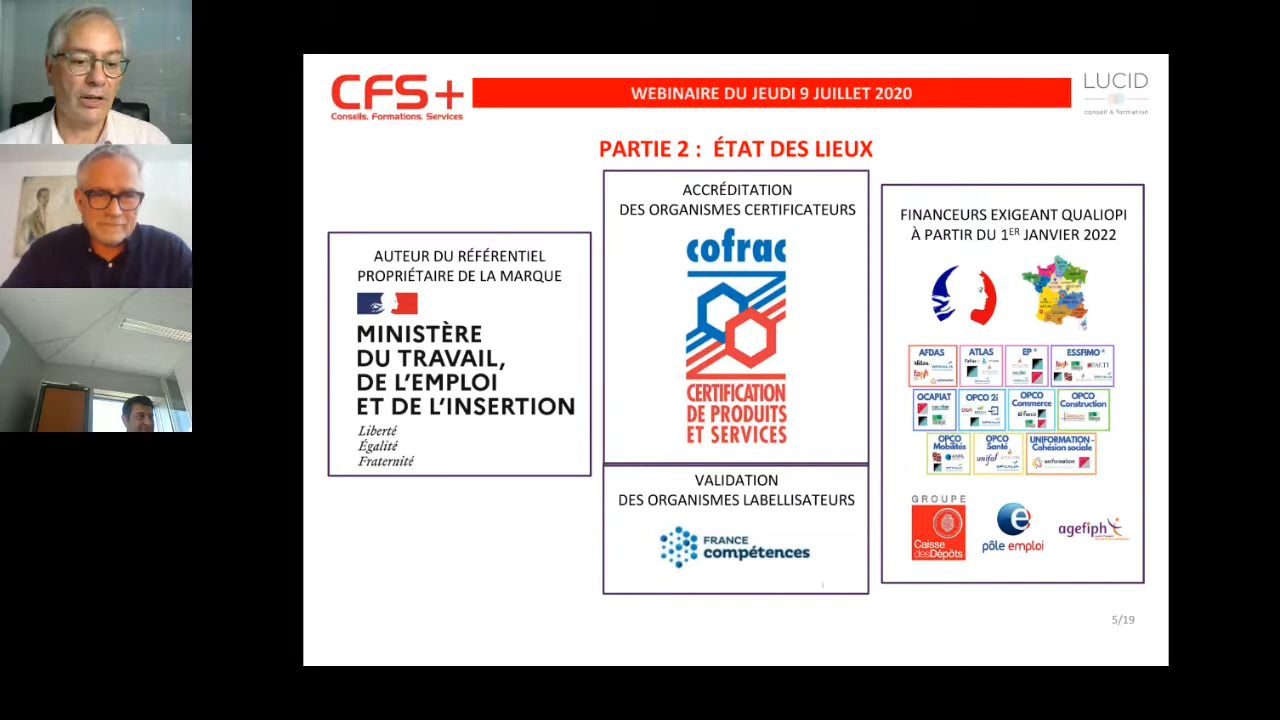 CFS+
Conseils, Formations, Services
WEBINAIRE DU JEUDI 9 JUILLET 2020
LUCID
conseil & formation
PARTIE 2 : ÉTAT DES LIEUX
AUTEUR DU RÉFÉRENTIEL
PROPRIÉTAIRE DE LA MARQUE
MINISTÈRE
DU TRAVAIL,
DE L'EMPLOI
ET DE L'INSERTION
Liberté
Égalité
Fraternité
ACCRÉDITATION
DES ORGANISMES CERTIFICATEURS
cofrac
CERTIFICATION
DE PRODUITS
ET SERVICES
VALIDATION
DES ORGANISMES LABELLISATEURS
FRANCE
compétences
FINANCEURS EXIGEANT QUALIOPI
À PARTIR DU 1ER JANVIER 2022
AFDAS
ATLAS
EP*
ESSFIMO*
OCAPIAT
OPCO 2i
OPCO
Commerce
OPCO
Construction
OPCO
Mobilités
OPCO
Santé
unifaf
UNIFORMATION -
Cohésion sociale
uniformation
GROUPE
Caisse
des Dépôts
pôle emploi
agefiph
5/19